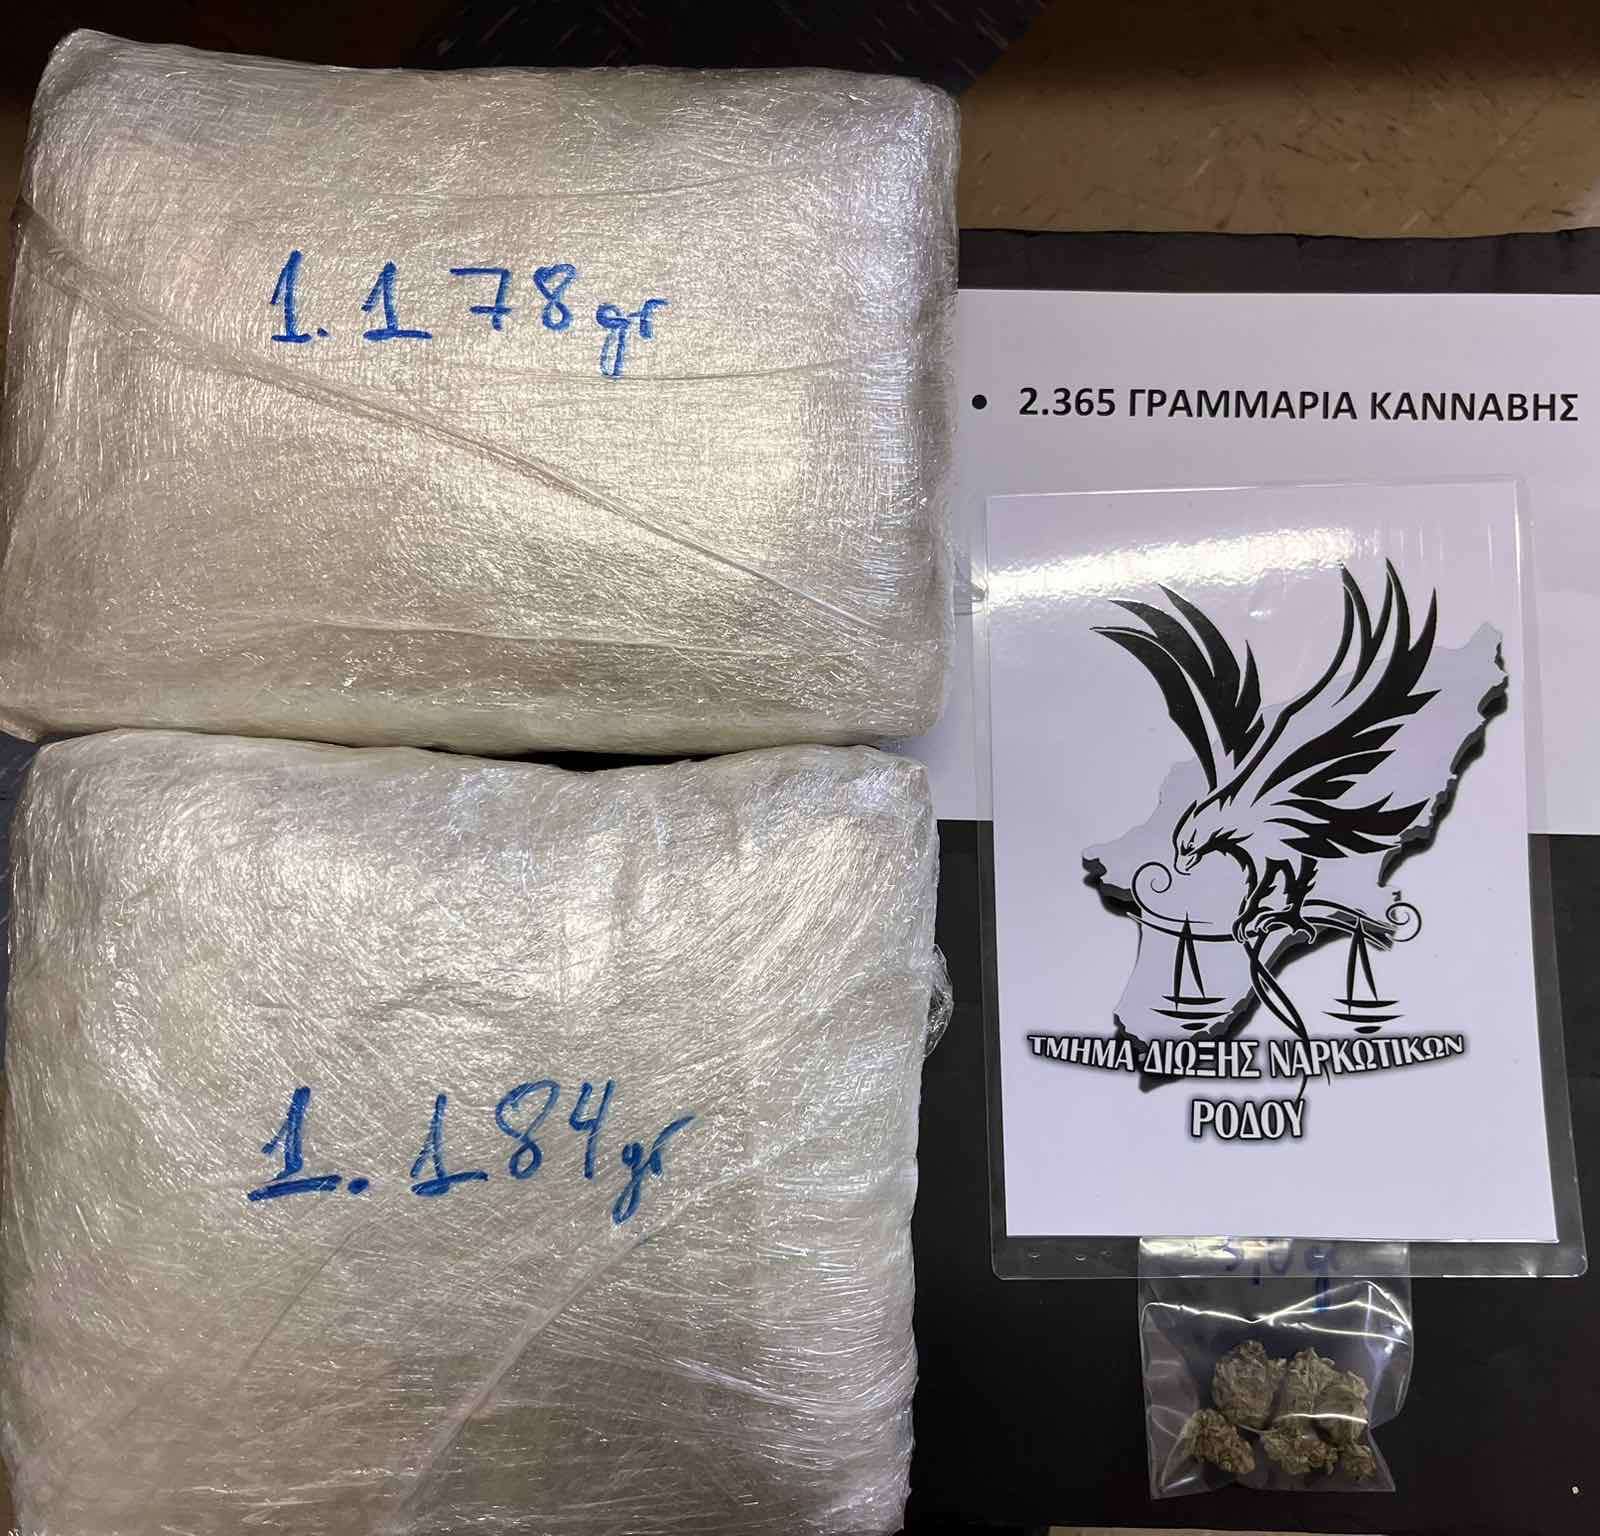 1.178gr
• 2.365 ΓΡΑΜΜΑΡΙΑ ΚΑΝΝΑΒΗΣ
ΤΜΗΜΑ ΔΙΩΞΗΣ ΝΑΡΚΩΤΙΚΩΝ
ΡΟΔΟΥ
1.184gr